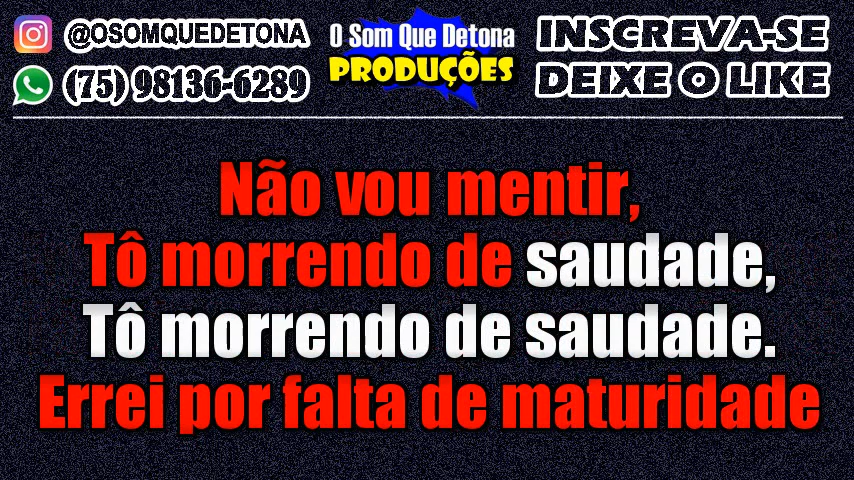 @OSOMQUEDETONA
(75) 98136-6289
O Som Que Detona
PRODUÇÕES
INSCREVA-SE
DEIXE O LIKE
Não vou mentir,
Tô morrendo de saudade,
Tô morrendo de saudade.
Errei por falta de maturidade